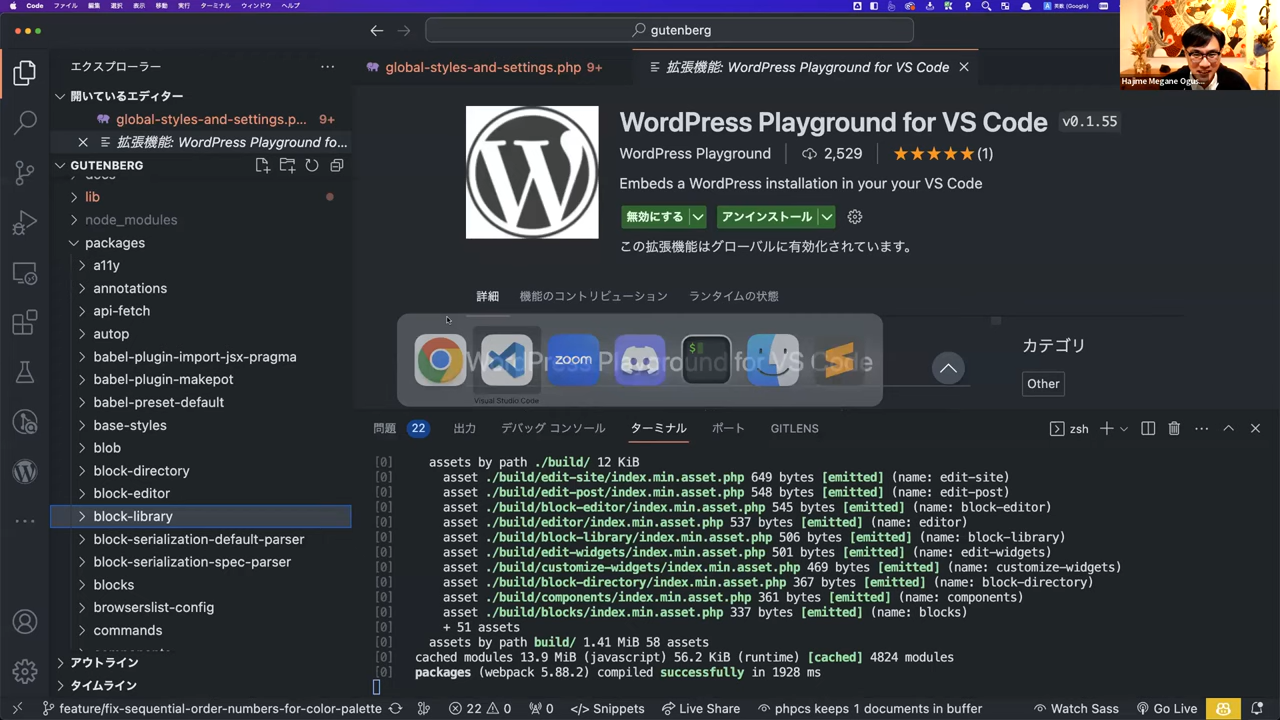 Code ファイル 編集 選択 表示 移動 実行 ターミナル ウィンドウ ヘルプ
英数 (Google)
gutenberg
Hajime Megane Ogus...
エクスプローラー
global-styles-and-settings.php 9+
拡張機能: WordPress Playground for VS Code
開いているエディター
global-styles-and-settings.p... 9+
拡張機能: WordPress Playground fo...
GUTENBERG
docs
lib
node_modules
packages
a11y
annotations
api-fetch
autop
babel-plugin-import-jsx-pragma
babel-plugin-makepot
babel-preset-default
base-styles
blob
block-directory
block-editor
block-library
block-serialization-default-parser
block-serialization-spec-parser
blocks
browserslist-config
commands
components
アウトライン
タイムライン
WordPress Playground for VS Code v0.1.55
WordPress Playground 2,529 (1)
Embeds a WordPress installation in your your VS Code
無効にする アンインストール
この拡張機能はグローバルに有効化されています。
詳細 機能のコントリビューション ランタイムの状態
WordPress Playground for VS Code
zoom
Visual Studio Code
カテゴリ
Other
問題 22 出力 デバッグ コンソール ターミナル ポート GITLENS
zsh
[0] assets by path ./build/ 12 KiB
[0] asset ./build/edit-site/index.min.asset.php 649 bytes [emitted] (name: edit-site)
[0] asset ./build/edit-post/index.min.asset.php 548 bytes [emitted] (name: edit-post)
[0] asset ./build/block-editor/index.min.asset.php 545 bytes [emitted] (name: block-editor)
[0] asset ./build/editor/index.min.asset.php 537 bytes [emitted] (name: editor)
[0] asset ./build/block-library/index.min.asset.php 506 bytes [emitted] (name: block-library)
[0] asset ./build/edit-widgets/index.min.asset.php 501 bytes [emitted] (name: edit-widgets)
[0] asset ./build/customize-widgets/index.min.asset.php 469 bytes [emitted] (name: customize-widgets)
[0] asset ./build/block-directory/index.min.asset.php 367 bytes [emitted] (name: block-directory)
[0] asset ./build/components/index.min.asset.php 361 bytes [emitted] (name: components)
[0] asset ./build/blocks/index.min.asset.php 337 bytes [emitted] (name: blocks)
[0] + 51 assets
[0] assets by path build/ 1.41 MiB 58 assets
[0] cached modules 13.9 MiB (javascript) 56.2 KiB (runtime) [cached] 4824 modules
[0] packages (webpack 5.88.2) compiled successfully in 1928 ms
feature/fix-sequential-order-numbers-for-color-palette 22 0 0 Snippets Live Share phpcs keeps 1 documents in buffer Watch Sass Go Live